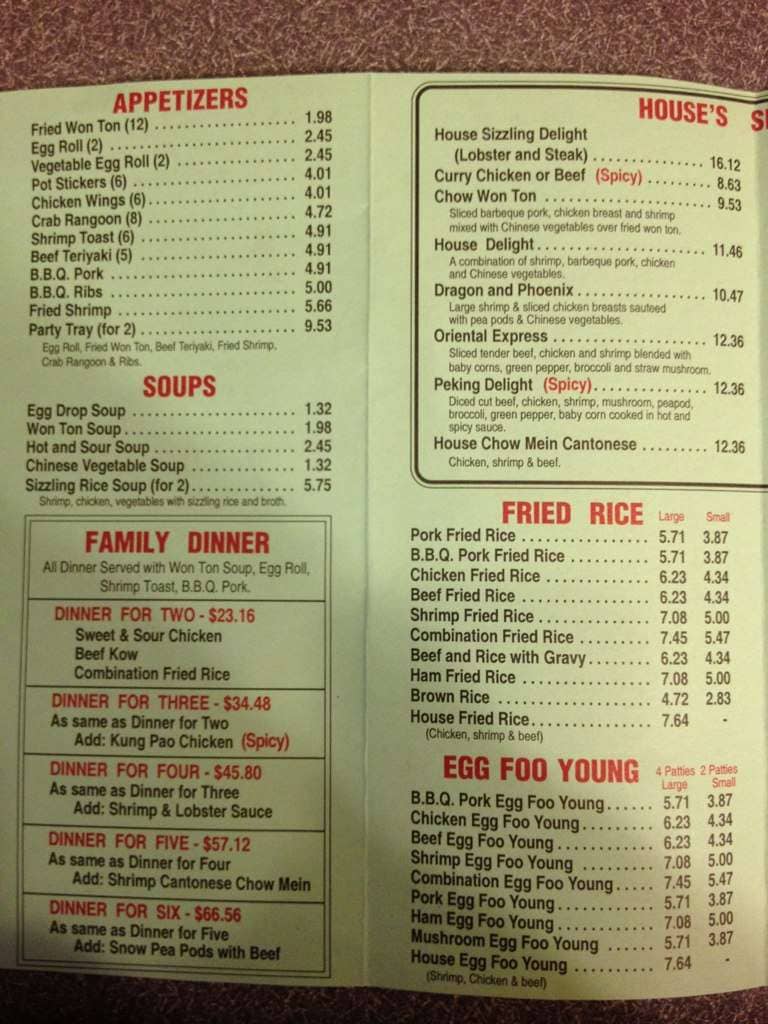 APPETIZERS
Fried Won Ton (12) .................... 1.98
Egg Roll (2) .................... 2.45
Vegetable Egg Roll (2) .................... 2.45
Pot Stickers (6) .................... 4.01
Chicken Wings (6) .................... 4.01
Crab Rangoon (8) .................... 4.72
Shrimp Toast (6) .................... 4.91
Beef Teriyaki (5) .................... 4.91
B.B.Q. Pork .................... 4.91
B.B.Q. Ribs .................... 5.00
Fried Shrimp .................... 5.66
Party Tray (for 2) .................... 9.53
Egg Roll, Fried Won Ton, Beef Teriyaki, Fried Shrimp,
Crab Rangoon & Ribs.
SOUPS
Egg Drop Soup .................... 1.32
Won Ton Soup .................... 1.98
Hot and Sour Soup .................... 2.45
Chinese Vegetable Soup .................... 1.32
Sizzling Rice Soup (for 2) .................... 5.75
Shrimp, chicken, vegetables with sizzling rice and broth.
FAMILY DINNER
All Dinner Served with Won Ton Soup, Egg Roll,
Shrimp Toast, B.B.Q. Pork.
DINNER FOR TWO - $23.16
Sweet & Sour Chicken
Beef Kow
Combination Fried Rice
DINNER FOR THREE - $34.48
As same as Dinner for Two
Add: Kung Pao Chicken (Spicy)
DINNER FOR FOUR - $45.80
As same as Dinner for Three
Add: Shrimp & Lobster Sauce
DINNER FOR FIVE - $57.12
As same as Dinner for Four
Add: Shrimp Cantonese Chow Mein
DINNER FOR SIX - $66.56
As same as Dinner for Five
Add: Snow Pea Pods with Beef
HOUSE'S
House Sizzling Delight
(Lobster and Steak) .................... 16.12
Curry Chicken or Beef (Spicy) .................... 8.63
Chow Won Ton .................... 9.53
Sliced barbeque pork, chicken breast and shrimp
mixed with Chinese vegetables over fried won ton.
House Delight .................... 11.46
A combination of shrimp, barbeque pork, chicken
and Chinese vegetables.
Dragon and Phoenix .................... 10.47
Large shrimp & sliced chicken breasts sauteed
with pea pods & Chinese vegetables.
Oriental Express .................... 12.36
Sliced tender beef, chicken and shrimp blended with
baby corns, green pepper, broccoli and straw mushroom.
Peking Delight (Spicy) .................... 12.36
Diced cut beef, chicken, shrimp, mushroom, peapod,
broccoli, green pepper, baby corn cooked in hot and
spicy sauce.
House Chow Mein Cantonese .................... 12.36
Chicken, shrimp & beef.
FRIED RICE Large Small
Pork Fried Rice .................... 5.71 3.87
B.B.Q. Pork Fried Rice .................... 5.71 3.87
Chicken Fried Rice .................... 6.23 4.34
Beef Fried Rice .................... 6.23 4.34
Shrimp Fried Rice .................... 7.08 5.00
Combination Fried Rice .................... 7.45 5.47
Beef and Rice with Gravy .................... 6.23 4.34
Ham Fried Rice .................... 7.08 5.00
Brown Rice .................... 4.72 2.83
House Fried Rice .................... 7.64 -
(Chicken, shrimp & beef)
EGG FOO YOUNG 4 Patties Large 2 Patties Small
B.B.Q. Pork Egg Foo Young .................... 5.71 3.87
Chicken Egg Foo Young .................... 6.23 4.34
Beef Egg Foo Young .................... 6.23 4.34
Shrimp Egg Foo Young .................... 7.08 5.00
Combination Egg Foo Young .................... 7.45 5.47
Pork Egg Foo Young .................... 5.71 3.87
Ham Egg Foo Young .................... 7.08 5.00
Mushroom Egg Foo Young .................... 5.71 3.87
House Egg Foo Young .................... 7.64 -
(Shrimp, Chicken & beef)